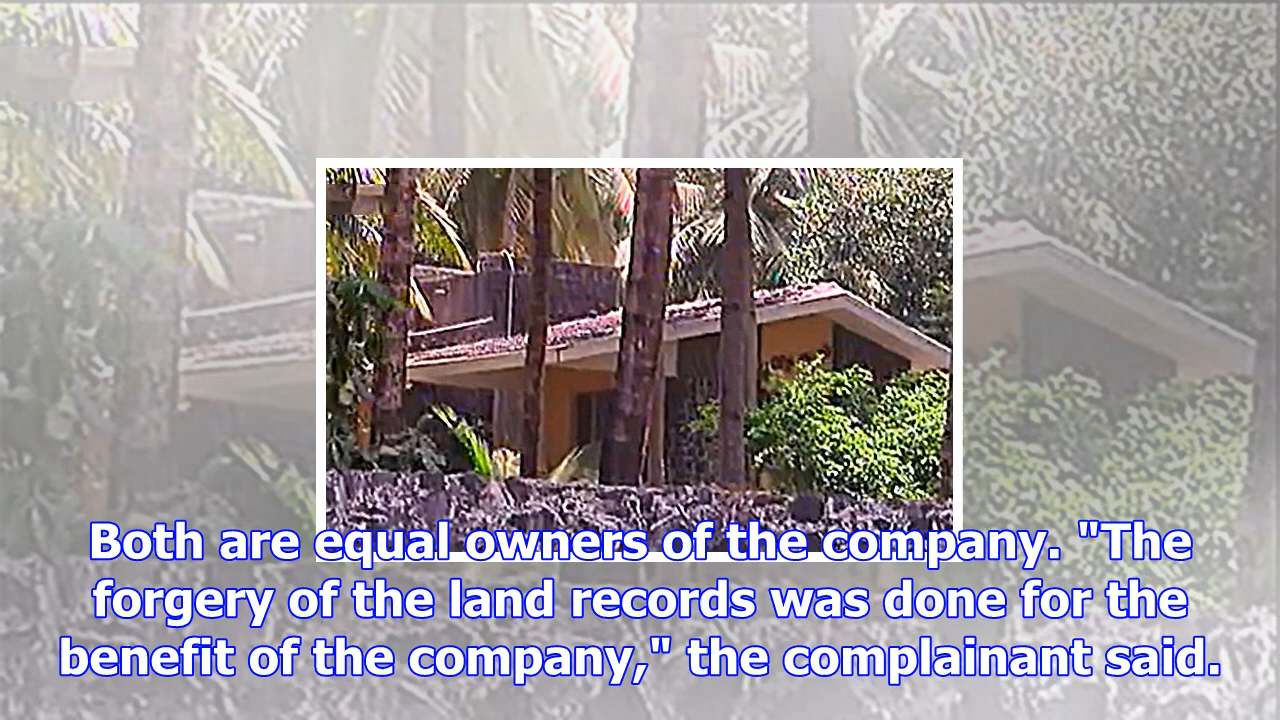 Both are equal owners of the company. "The
forgery of the land records was done for the
benefit of the company," the complainant said.